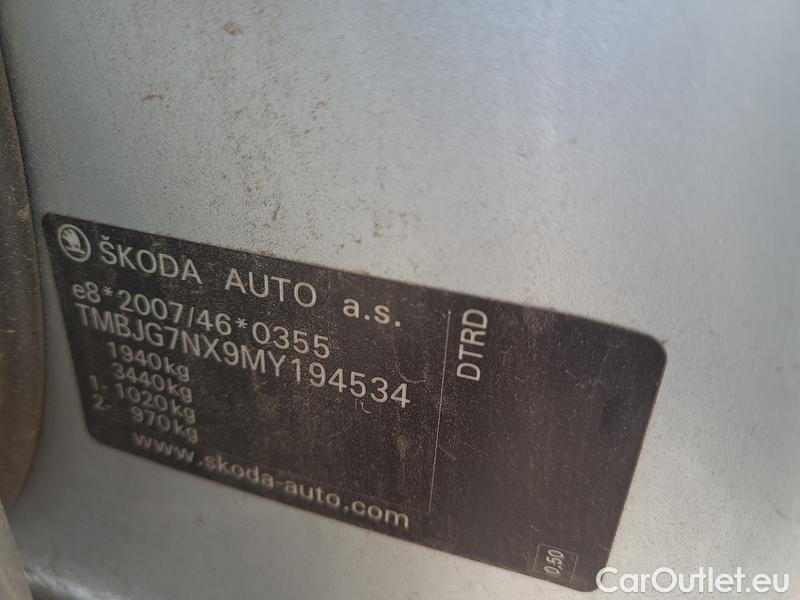 ŠKODA AUTO a.s.
e8*2007/46*0355
TMBJG7NX9MY194534
1940kg
3440kg
1- 1020kg
2- 970kg
www.skoda-auto.com
DTRD
0,50
CarOutlet.eu